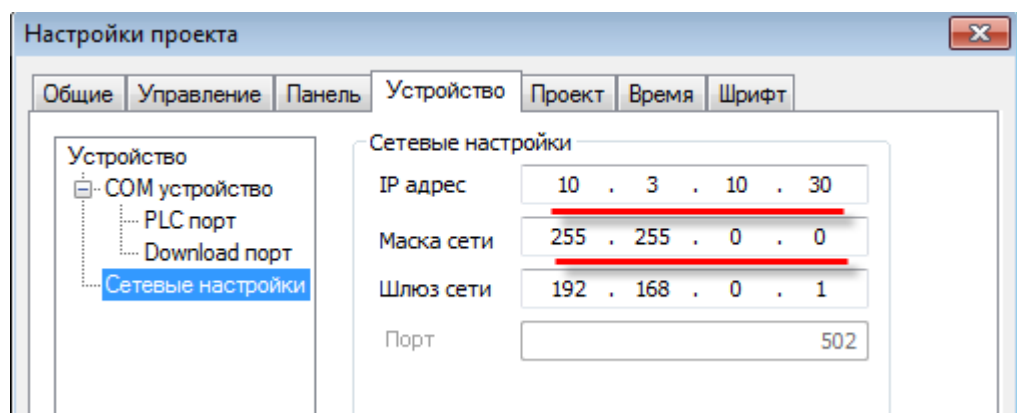 Настройки проекта
Общие Управление Панель Устройство Проект Время Шрифт
Устройство
COM устройство
PLC порт
Download порт
Сетевые настройки
Сетевые настройки
IP адрес 10 . 3 . 10 . 30
Маска сети 255 . 255 . 0 . 0
Шлюз сети 192 . 168 . 0 . 1
Порт 502